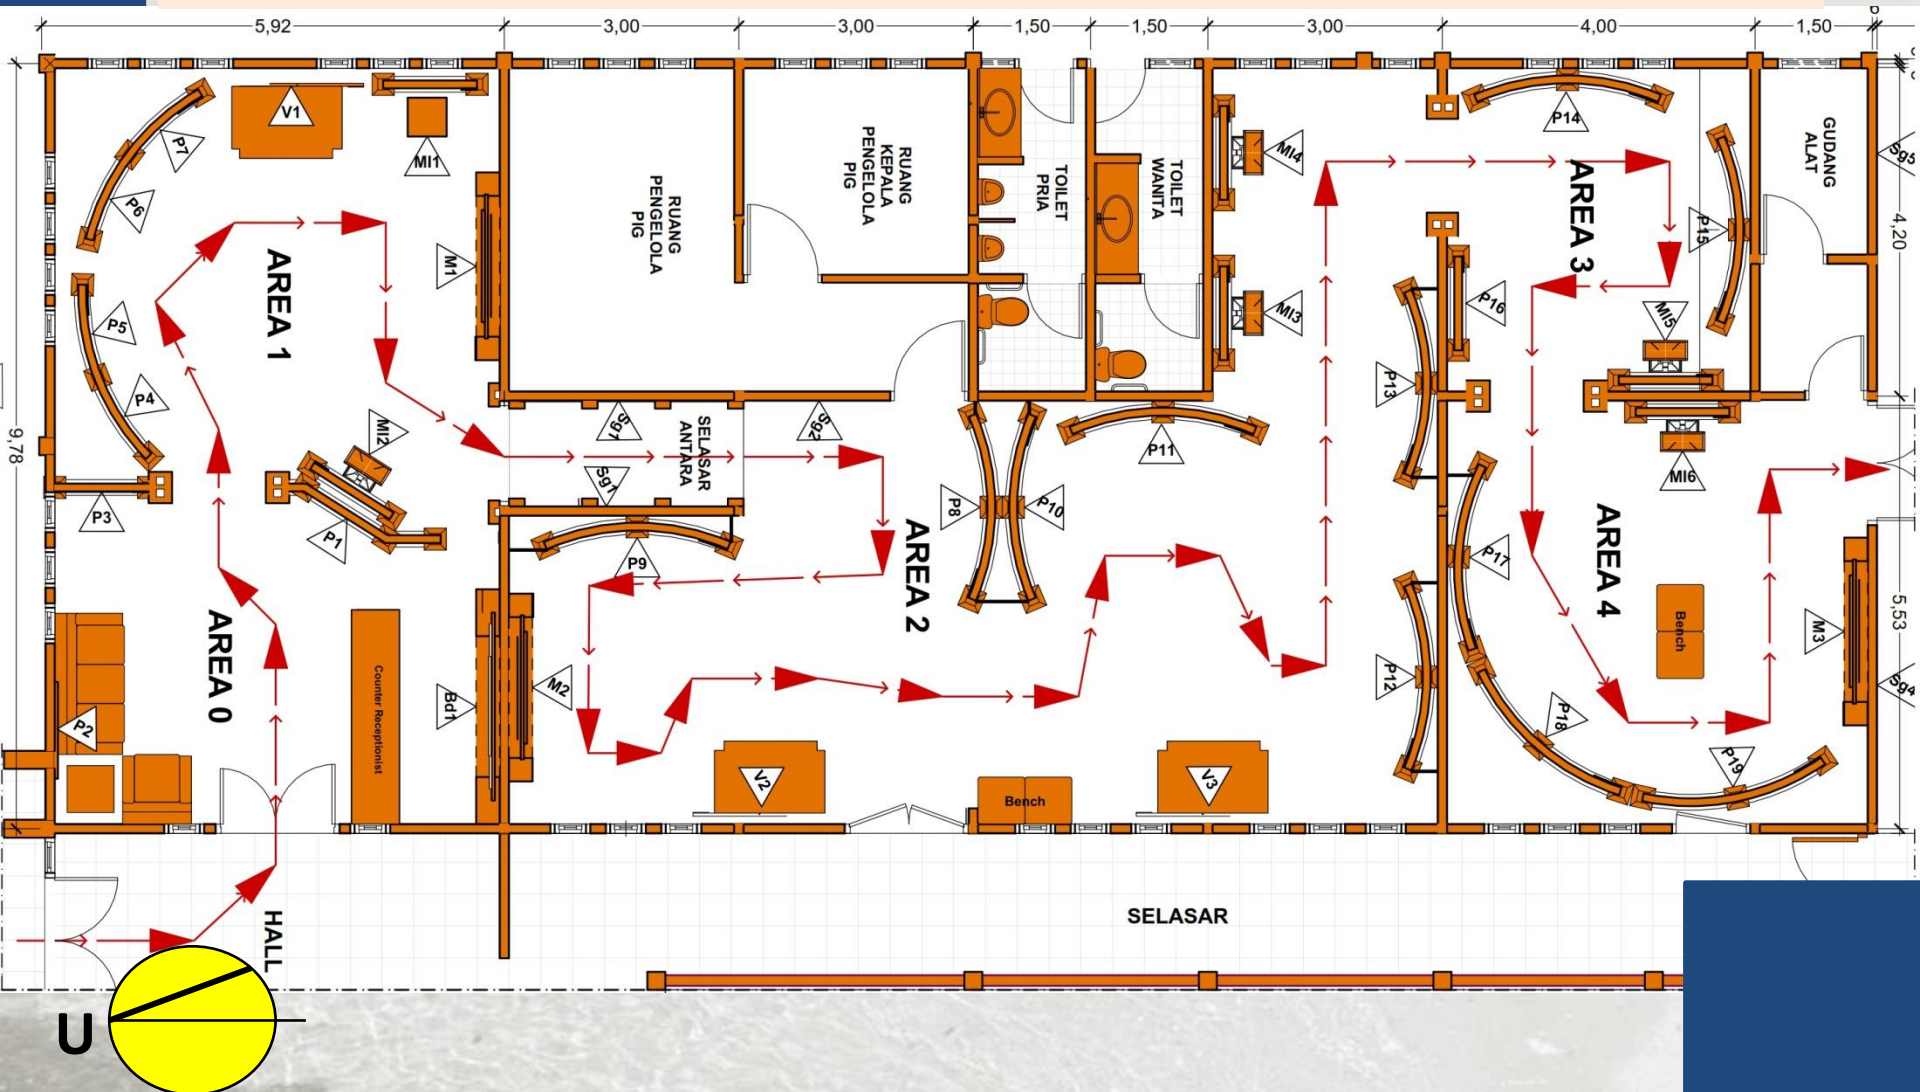 5,92
3,00
3,00
1,50
1,50
3,00
4,00
1,50
V1
MI1
P7
P6
P5
P4
M1
AREA 1
MI2
P3
P1
9,78
AREA 0
P2
Counter Receptionist
Bd1
M2
HALL
RUANG
PENGELOLA
PIG
RUANG
KEPALA
PENGELOLA
PIG
TOILET
PRIA
TOILET
WANITA
MI4
MI3
SELASAR
ANTARA
Sg1
Sg2
Sg1
P9
P8
P10
P11
AREA 2
V2
Bench
V3
P13
P12
P14
AREA 3
P15
P16
MI5
MI6
GUDANG
ALAT
Sg5
4,20
P17
AREA 4
Bench
M3
5,53
Sg4
P18
P19
SELASAR
U